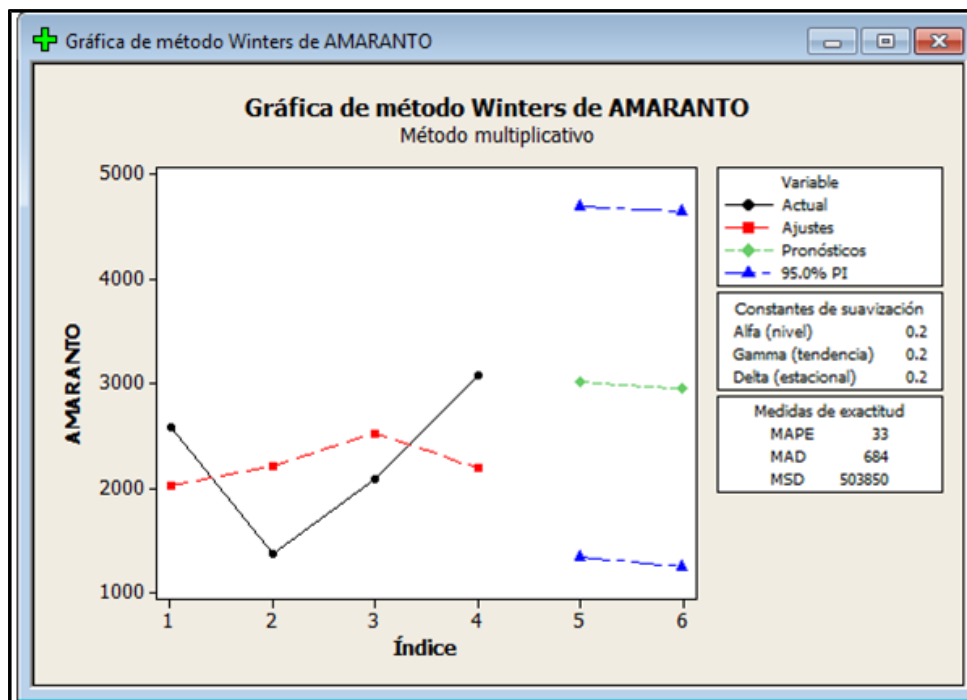 Gráfica de método Winters de AMARANTO
Gráfica de método Winters de AMARANTO
Método multiplicativo
5000
4000
3000
2000
1000
AMARANTO
1 2 3 4 5 6
Índice
Variable
Actual
Ajustes
Pronósticos
95.0% PI
Constantes de suavización
Alfa (nivel) 0.2
Gamma (tendencia) 0.2
Delta (estacional) 0.2
Medidas de exactitud
MAPE 33
MAD 684
MSD 503850